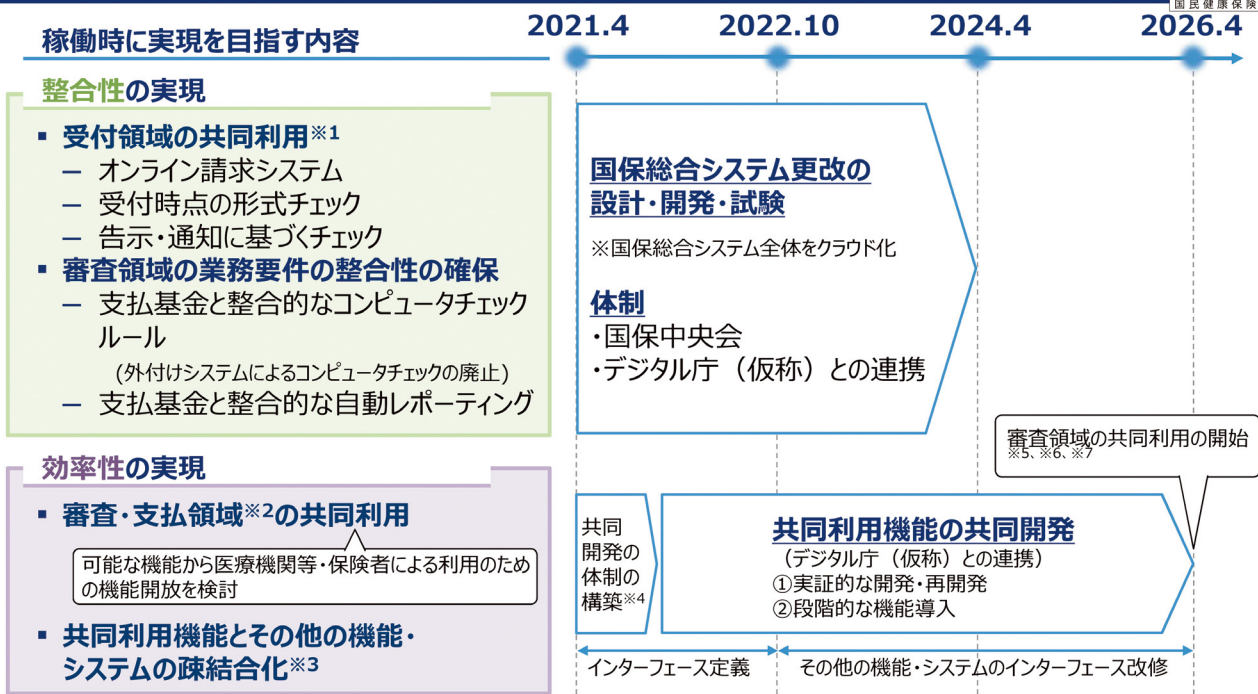 国民健康保険
稼働時に実現を目指す内容
2021.4
2022.10
2024.4
2026.4
整合性の実現
▪ 受付領域の共同利用※1
― オンライン請求システム
― 受付時点の形式チェック
― 告示・通知に基づくチェック
▪ 審査領域の業務要件の整合性の確保
― 支払基金と整合的なコンピュータチェック
ルール
(外付けシステムによるコンピュータチェックの廃止)
― 支払基金と整合的な自動レポーティング
国保総合システム更改の
設計・開発・試験
※国保総合システム全体をクラウド化
体制
・国保中央会
・デジタル庁（仮称）との連携
効率性の実現
▪ 審査・支払領域※2の共同利用
可能な機能から医療機関等・保険者による利用のため
の機能開放を検討
▪ 共同利用機能とその他の機能・
システムの疎結合化※3
審査領域の共同利用の開始
※5、※6、※7
共同
開発の
体制の
構築※4
共同利用機能の共同開発
（デジタル庁（仮称）との連携）
①実証的な開発・再開発
②段階的な機能導入
インターフェース定義
その他の機能・システムのインターフェース改修